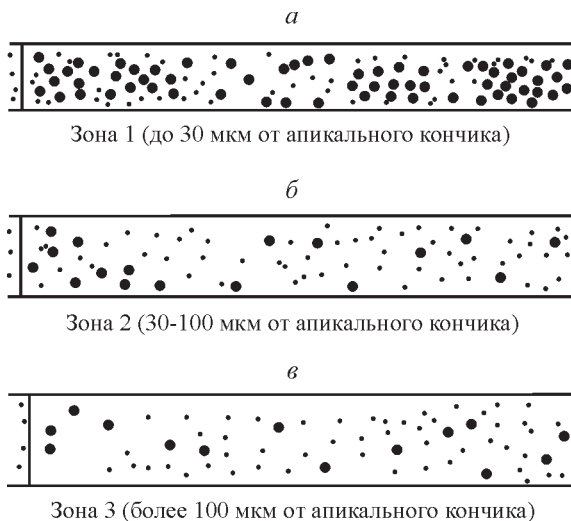 а
Зона 1 (до 30 мкм от апикального кончика)
б
Зона 2 (30-100 мкм от апикального кончика)
в
Зона 3 (более 100 мкм от апикального кончика)